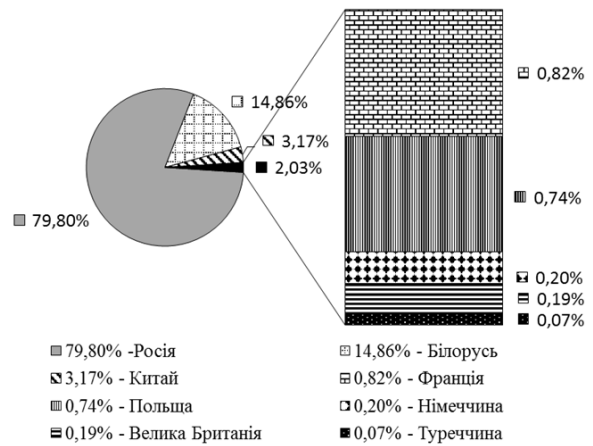 0,82%
14,86%
3,17%
2,03%
0,74%
79,80%
0,20%
0,19%
0,07%
79,80% -Росія
14,86% - Білорусь
3,17% - Китай
0,82% - Франція
0,74% - Польща
0,20% - Німеччина
0,19% - Велика Британія
0,07% - Туреччина